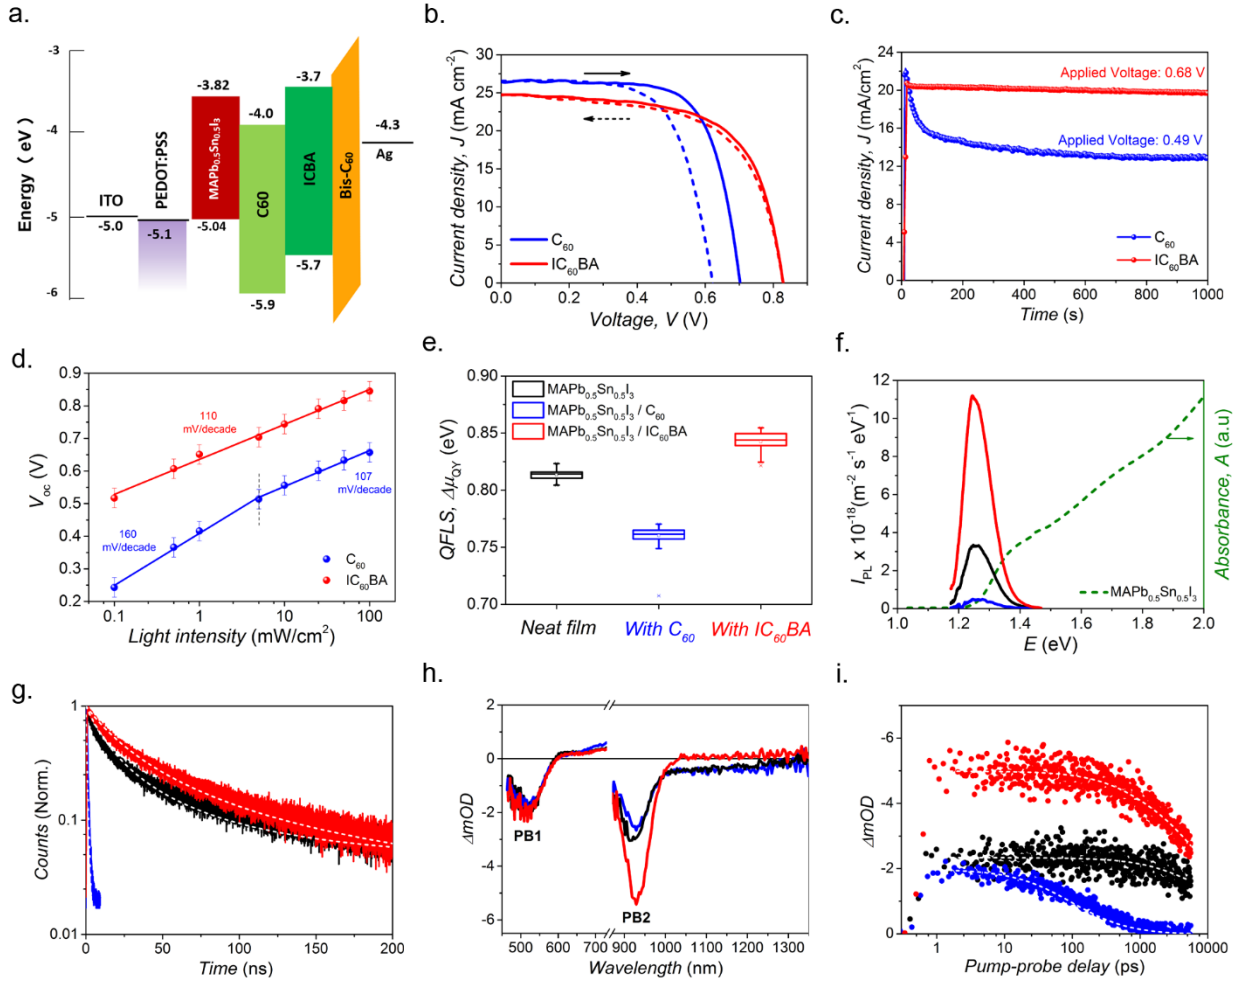 a.
Energy ( eV )
-3
-4
-5
-6
ITO
-5.0
PEDOT:PSS
-5.1
-3.82
MAPb0.5Sn0.5I3
-5.04
-4.0
C60
-5.9
-3.7
ICBA
-5.7
Bis-C60
-4.3
Ag
b.
Current density, J (mA cm-2)
30
25
20
15
10
5
0
C60
IC60BA
0.0 0.2 0.4 0.6 0.8
Voltage, V (V)
c.
Current density, J (mA/cm2)
24
20
16
12
8
4
0
Applied Voltage: 0.68 V
Applied Voltage: 0.49 V
C60
IC60BA
0 200 400 600 800 1000
Time (s)
d.
Voc (V)
0.9
0.8
0.7
0.6
0.5
0.4
0.3
0.2
110
mV/decade
107
mV/decade
160
mV/decade
C60
IC60BA
0.1 1 10 100
Light intensity (mW/cm2)
e.
QFLS, ΔμQY (eV)
0.90
0.85
0.80
0.75
0.70
MAPb0.5Sn0.5I3
MAPb0.5Sn0.5I3 / C60
MAPb0.5Sn0.5I3 / IC60BA
Neat film With C60 With IC60BA
f.
IPL x 10-18(m-2 s-1 eV-1)
12
10
8
6
4
2
0
Absorbance, A (a.u)
MAPb0.5Sn0.5I3
1.0 1.2 1.4 1.6 1.8 2.0
E (eV)
g.
Counts (Norm.)
1
0.1
0.01
0 50 100 150 200
Time (ns)
h.
ΔmOD
2
0
-2
-4
-6
PB1
PB2
500 600 700 900 1000 1100 1200 1300
Wavelength (nm)
i.
ΔmOD
-6
-4
-2
0
1 10 100 1000 10000
Pump-probe delay (ps)